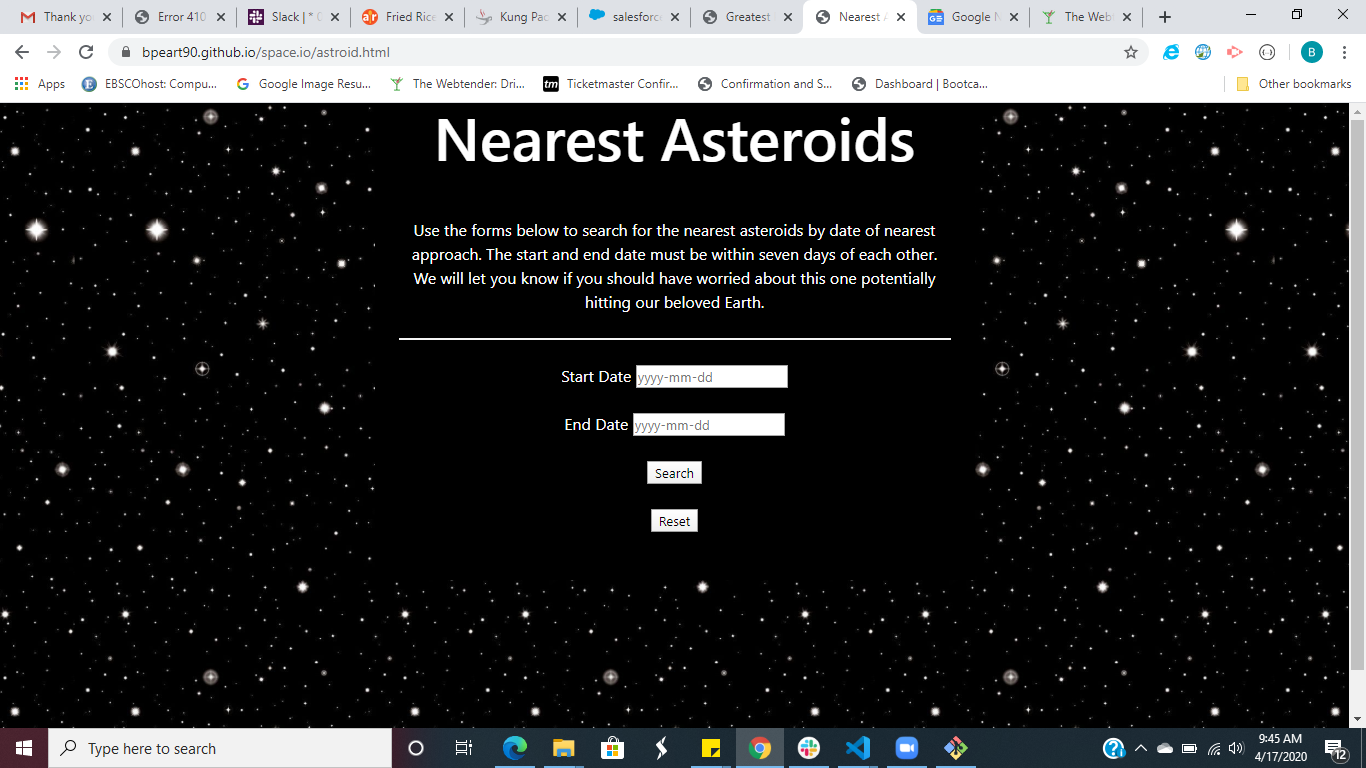 Thank yo
Error 410
Slack | *
Fried Rice
Kung Pao
salesforce
Greatest
Nearest A
Google N
The Web
bpeart90.github.io/space.io/astroid.html
B
Apps
EBSCOhost: Compu...
Google Image Resu...
The Webtender: Dri...
tm
Ticketmaster Confir...
Confirmation and S...
Dashboard | Bootca...
Other bookmarks
Nearest Asteroids
Use the forms below to search for the nearest asteroids by date of nearest
approach. The start and end date must be within seven days of each other.
We will let you know if you should have worried about this one potentially
hitting our beloved Earth.
Start Date yyyy-mm-dd
End Date yyyy-mm-dd
Search
Reset
Type here to search
9:45 AM
4/17/2020
12